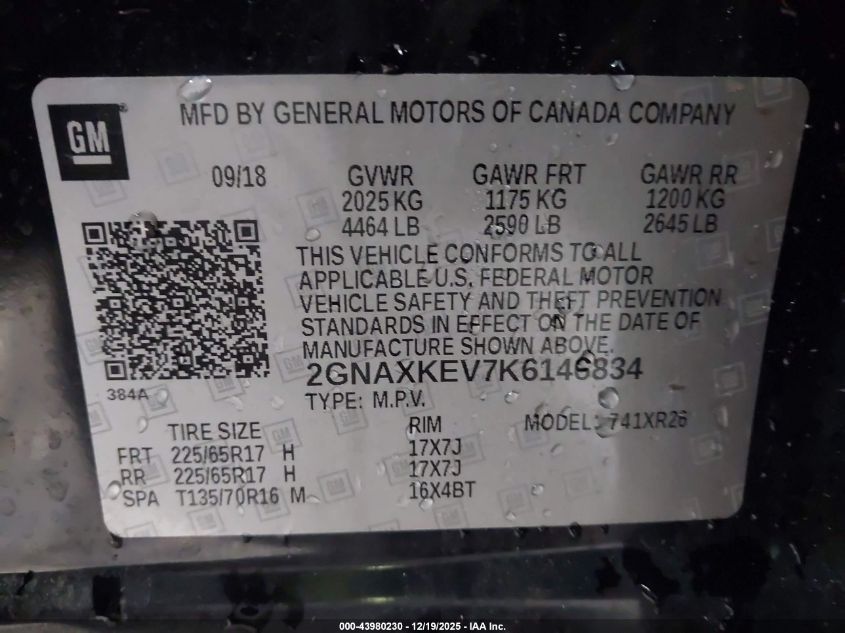 GM
MFD BY GENERAL MOTORS OF CANADA COMPANY
09/18 GVWR GAWR FRT GAWR RR
2025 KG 1175 KG 1200 KG
4464 LB 2590 LB 2645 LB
THIS VEHICLE CONFORMS TO ALL
APPLICABLE U.S. FEDERAL MOTOR
VEHICLE SAFETY AND THEFT PREVENTION
STANDARDS IN EFFECT ON THE DATE OF
MANUFACTURE SHOWN ABOVE.
2GNAXKEV7K6146834
384A
TYPE: M.P.V. MODEL: 741XR26
TIRE SIZE RIM
FRT 225/65R17 H 17X7J
RR 225/65R17 H 17X7J
SPA T135/70R16 M 16X4BT
000-43980230 - 12/19/2025 - IAA Inc.